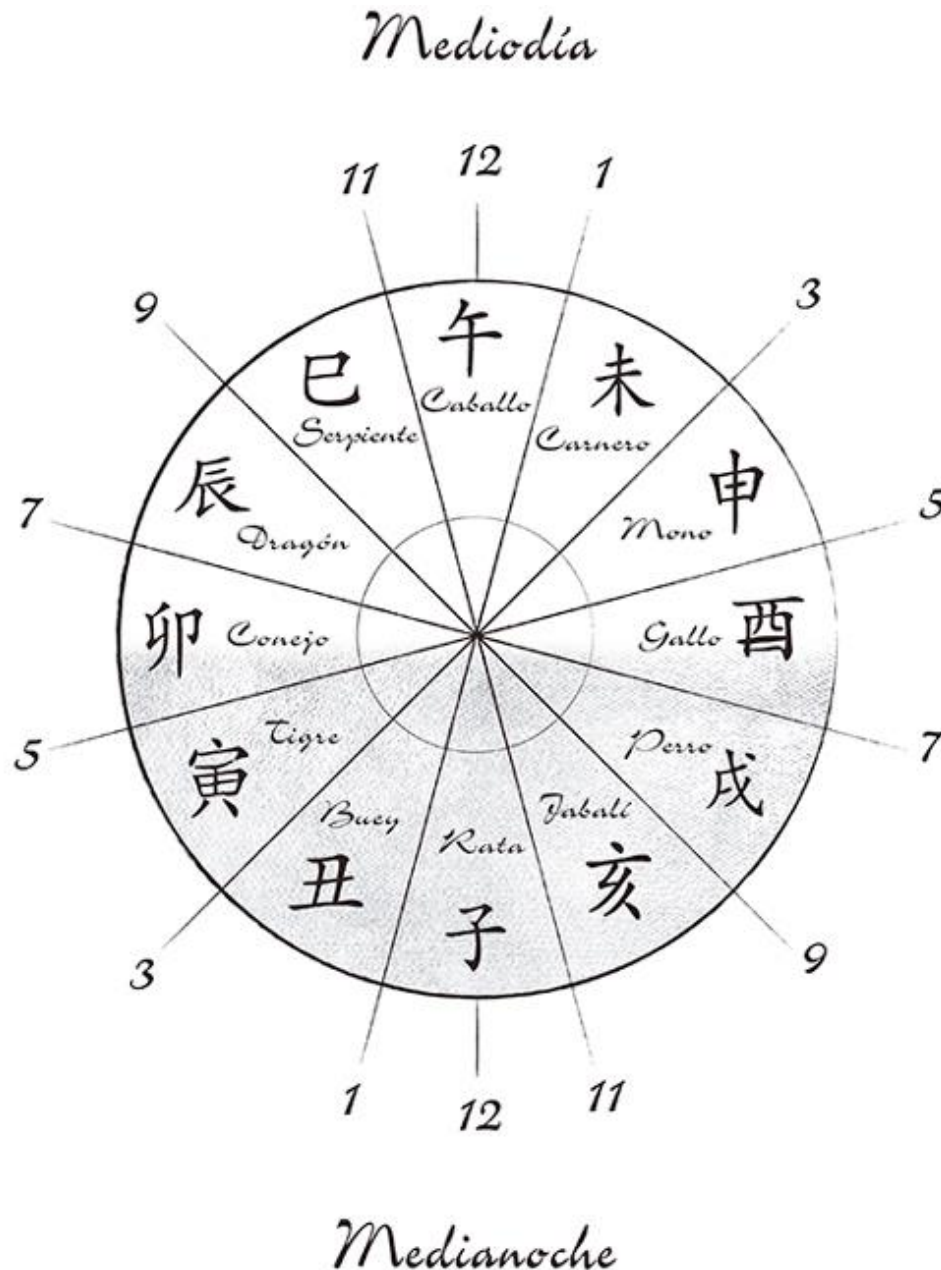 Mediodía
12
11
1
9
3
午
Caballo
巳
Serpiente
未
Carnero
辰
Dragón
申
Mono
7
5
卯
Conejo
Gallo
酉
5
7
寅
Tigre
Perro
戌
Buey
丑
Rata
子
Jabalí
亥
3
9
1
12
11
Medianoche